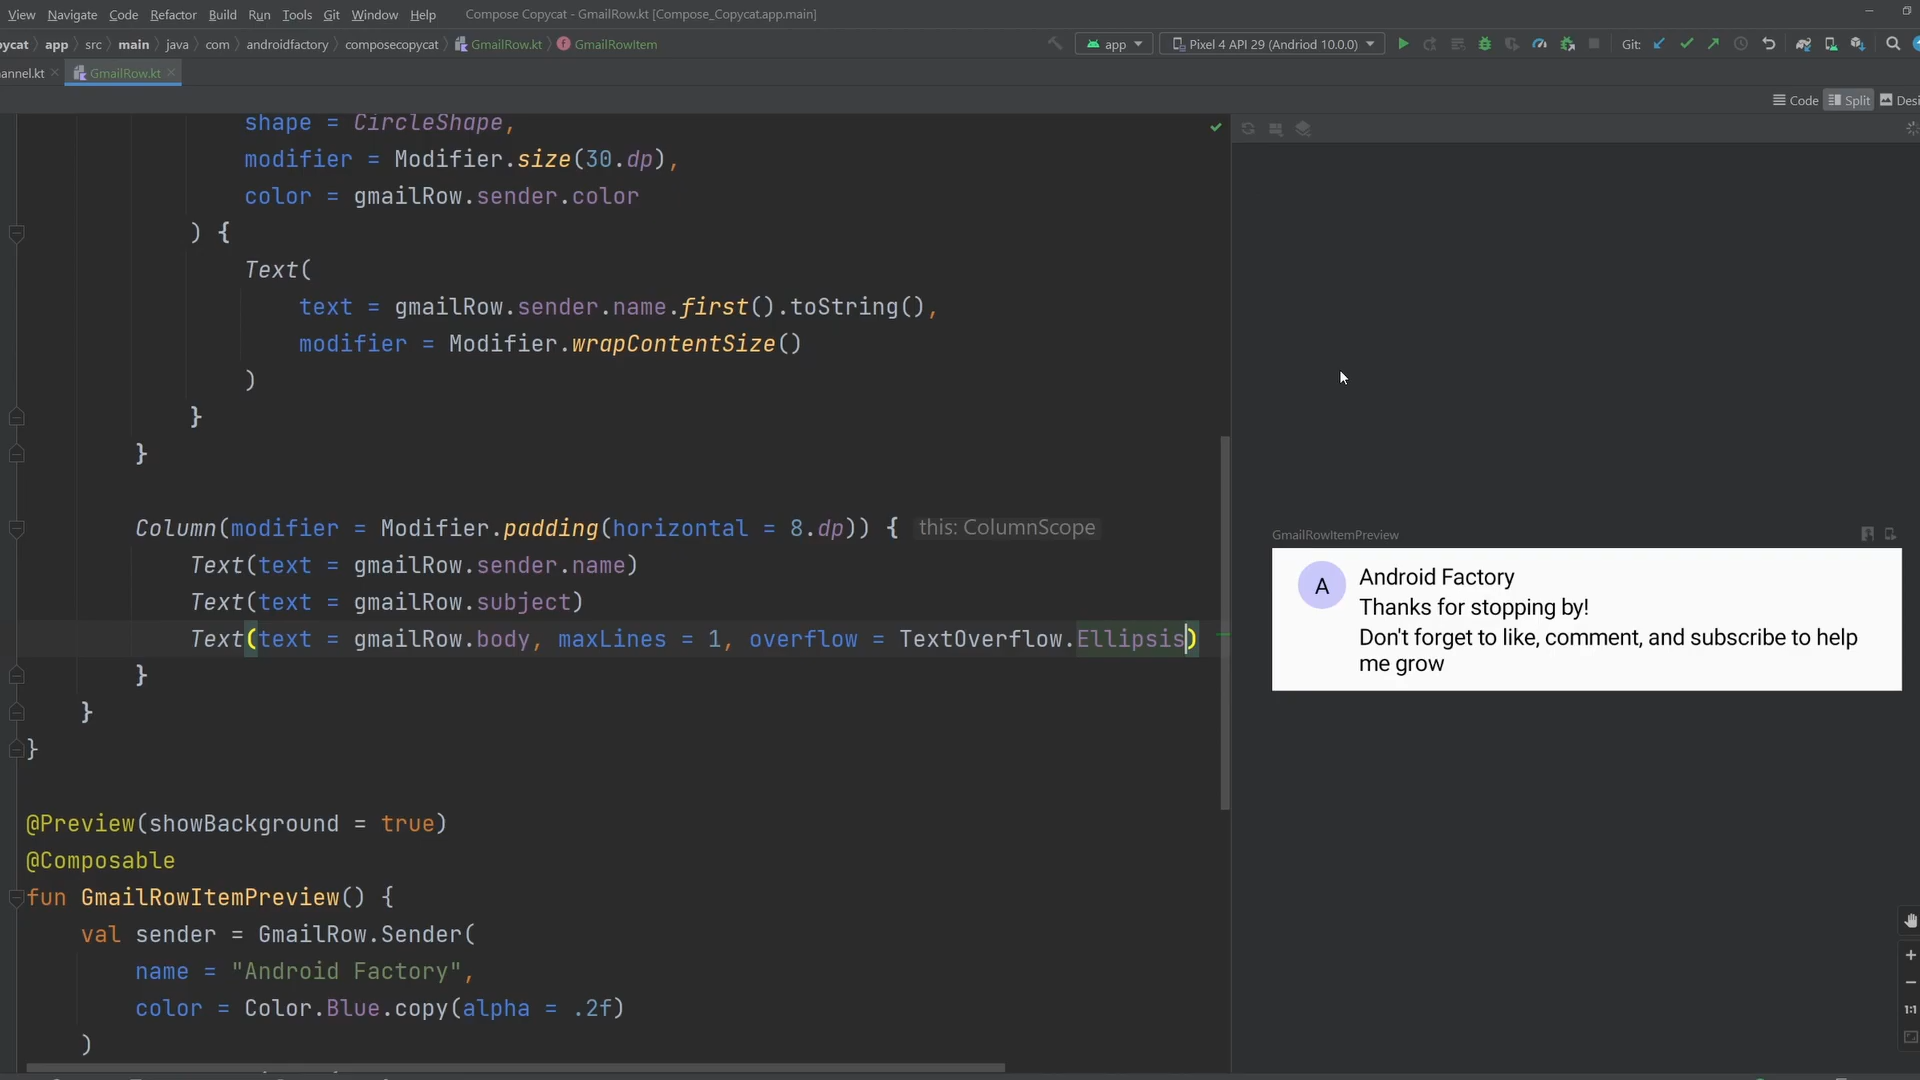 View Navigate Code Refactor Build Run Tools Git Window Help Compose Copycat - GmailRow.kt [Compose_Copycat.app.main]
ycat app src main java com androidfactory composecopycat GmailRow.kt GmailRowItem app Pixel 4 API 29 (Andriod 10.0.0) Git:
annel.kt GmailRow.kt
Code Split Desi
shape = CircleShape,
modifier = Modifier.size(30.dp),
color = gmailRow.sender.color
) {
Text(
text = gmailRow.sender.name.first().toString(),
modifier = Modifier.wrapContentSize()
)
}
}
Column(modifier = Modifier.padding(horizontal = 8.dp)) { this: ColumnScope
Text(text = gmailRow.sender.name)
Text(text = gmailRow.subject)
Text(text = gmailRow.body, maxLines = 1, overflow = TextOverflow.Ellipsis)
}
}
}
@Preview(showBackground = true)
@Composable
fun GmailRowItemPreview() {
val sender = GmailRow.Sender(
name = "Android Factory",
color = Color.Blue.copy(alpha = .2f)
)
GmailRowItemPreview
A Android Factory
Thanks for stopping by!
Don't forget to like, comment, and subscribe to help
me grow
1:1